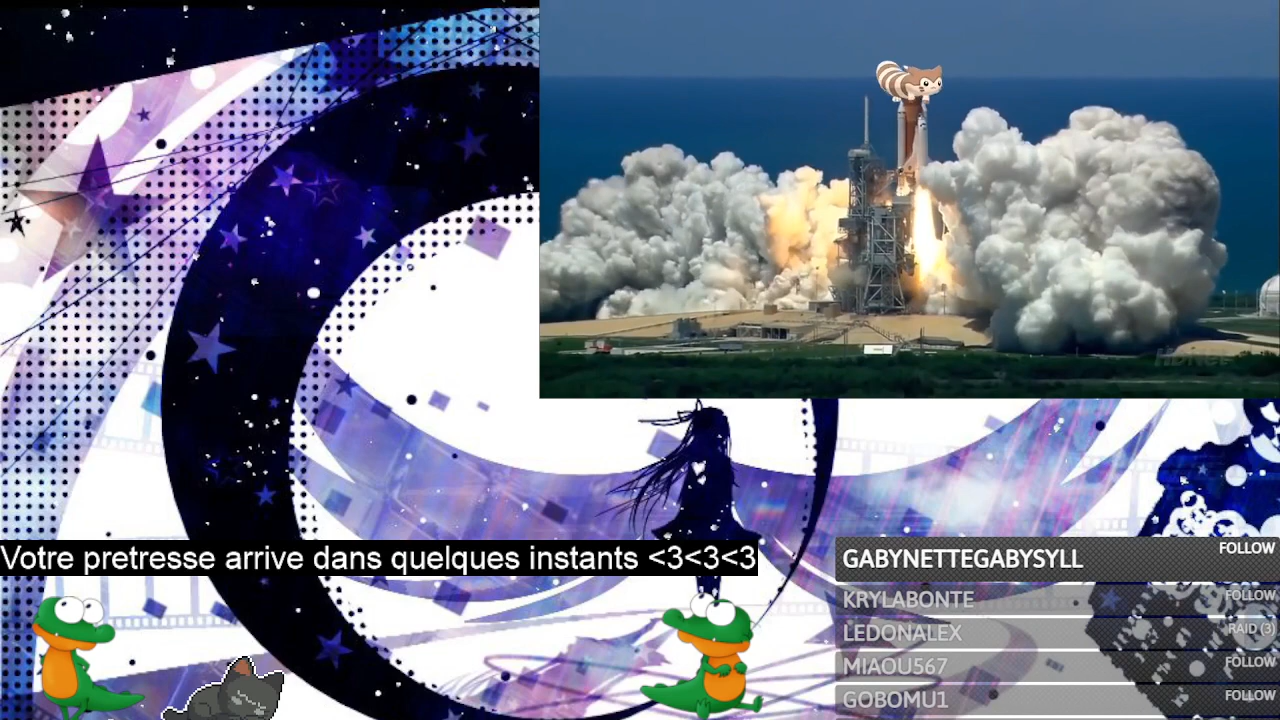 Votre pretresse arrive dans quelques instants <3<3<3
GABYNETTEGABYSYLL FOLLOW
KRYLABONTE FOLLOW
LEDONALEX RAID (3)
MIAOU567 FOLLOW
GOBOMU1 FOLLOW